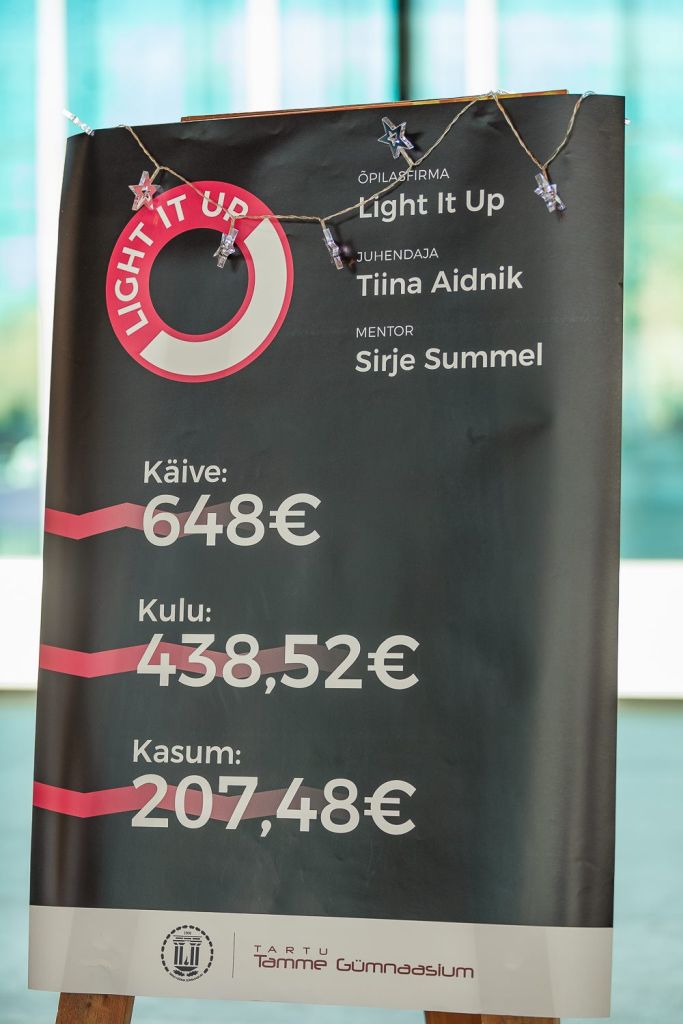 LIGHT IT UP
ÕPILASFIRMA
Light It Up
JUHENDAJA
Tiina Aidnik
MENTOR
Sirje Summel
Käive:
648€
Kulu:
438,52€
Kasum:
207,48€
TARTU
Tamme Gümnaasium